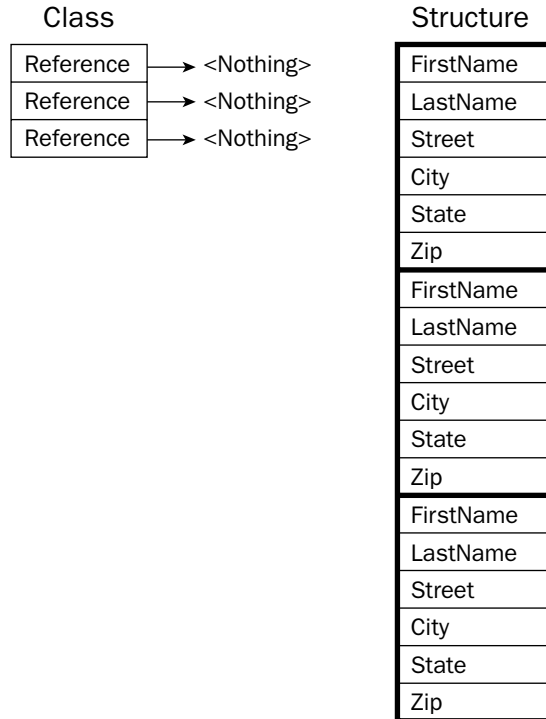 Class
Reference <Nothing>
Reference <Nothing>
Reference <Nothing>
Structure
FirstName
LastName
Street
City
State
Zip
FirstName
LastName
Street
City
State
Zip
FirstName
LastName
Street
City
State
Zip